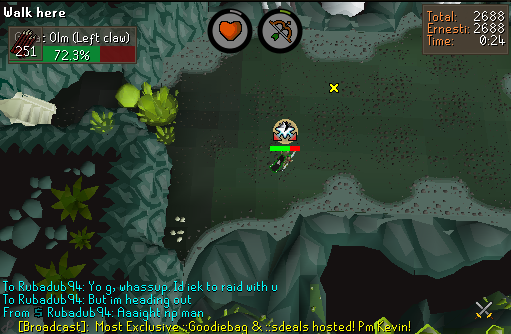 Walk here
: Olm (Left claw)
251
72.3%
Total: 2688
Ernesti: 2688
Time: 0:24
To Rubadub94: Yo g, whassup. Id iek to raid with u
To Rubadub94: But im heading out
From S Rubadub94: Aaaight np man
[Broadcast]: Most Exclusive ::Goodiebag & ::sdeals hosted! Pm Kevin!